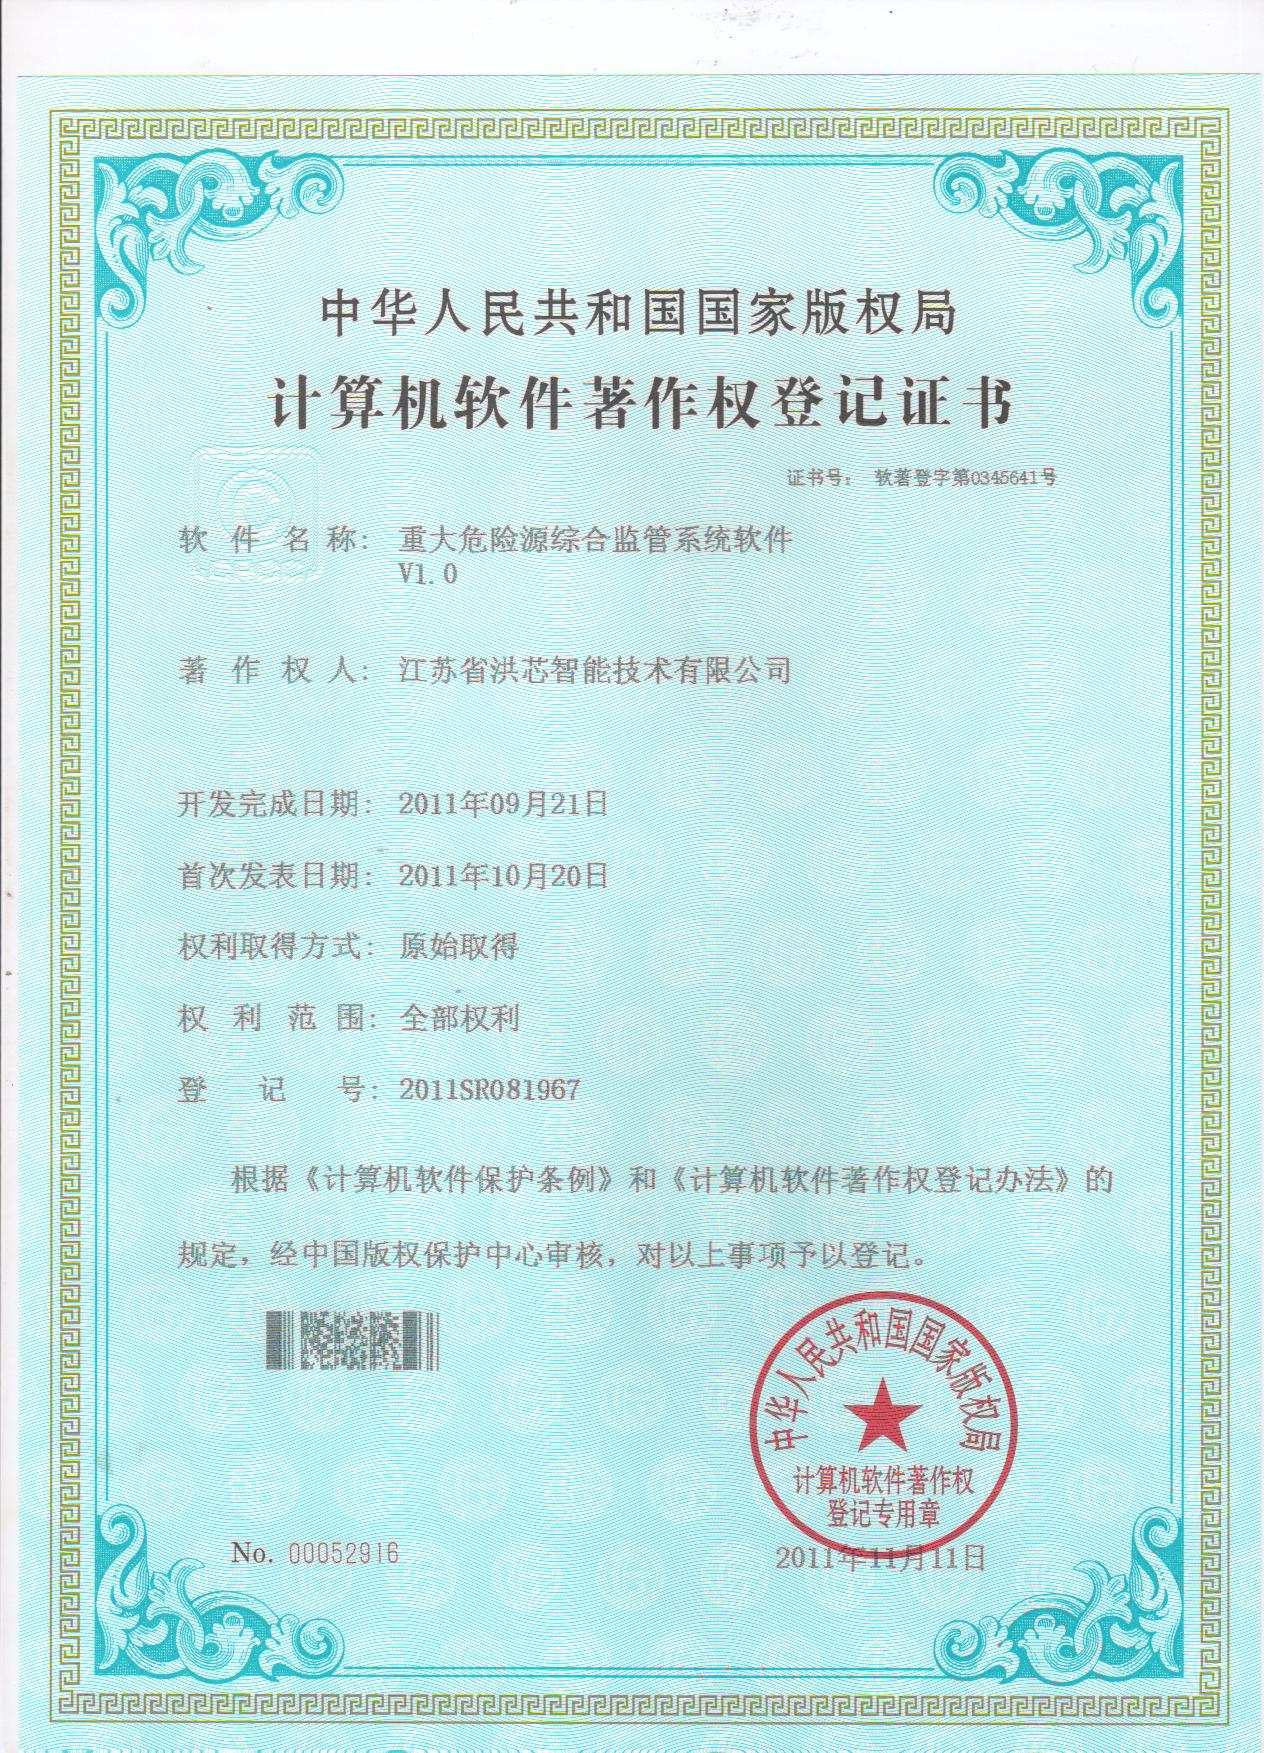 中华人民共和国国家版权局
计算机软件著作权登记证书
证书号： 软著登字第0345641号
软件名称： 重大危险源综合监管系统软件
V1.0
著作权人： 江苏省洪芯智能技术有限公司
开发完成日期： 2011年09月21日
首次发表日期： 2011年10月20日
权利取得方式： 原始取得
权利范围： 全部权利
登记号： 2011SR081967
根据《计算机软件保护条例》和《计算机软件著作权登记办法》的
规定，经中国版权保护中心审核，对以上事项予以登记。
中华人民共和国国家版权局
计算机软件著作权
登记专用章
No. 00052916
2011年11月11日